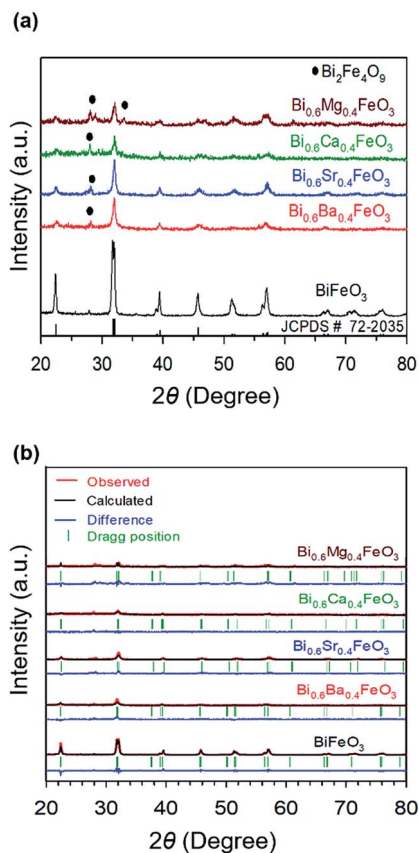 (a)
● Bi₂Fe₄O₉
Bi₀.₆Mg₀.₄FeO₃
Bi₀.₆Ca₀.₄FeO₃
Bi₀.₆Sr₀.₄FeO₃
Bi₀.₆Ba₀.₄FeO₃
BiFeO₃
JCPDS # 72-2035
Intensity (a.u.)
20 30 40 50 60 70 80
2θ (Degree)
(b)
Observed
Calculated
Difference
Dragg position
Bi₀.₆Mg₀.₄FeO₃
Bi₀.₆Ca₀.₄FeO₃
Bi₀.₆Sr₀.₄FeO₃
Bi₀.₆Ba₀.₄FeO₃
BiFeO₃
Intensity (a.u.)
20 30 40 50 60 70 80
2θ (Degree)